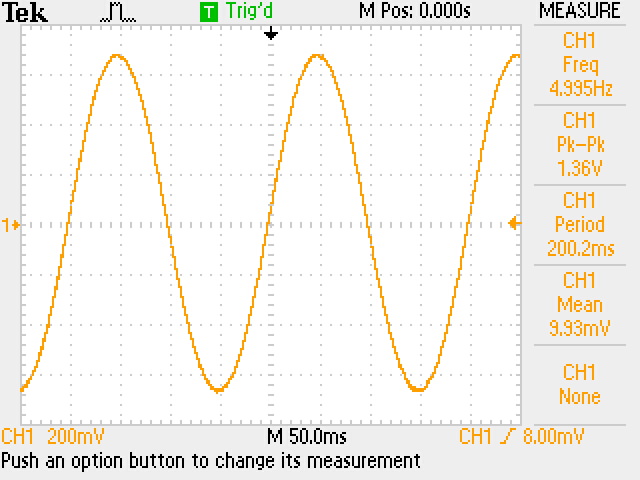 Tek T Trig'd M Pos: 0.000s MEASURE
CH1
Freq
4.995Hz
CH1
Pk-Pk
1.36V
1
CH1
Period
200.2ms
CH1
Mean
9.93mV
CH1
None
CH1 200mV M 50.0ms CH1 8.00mV
Push an option button to change its measurement